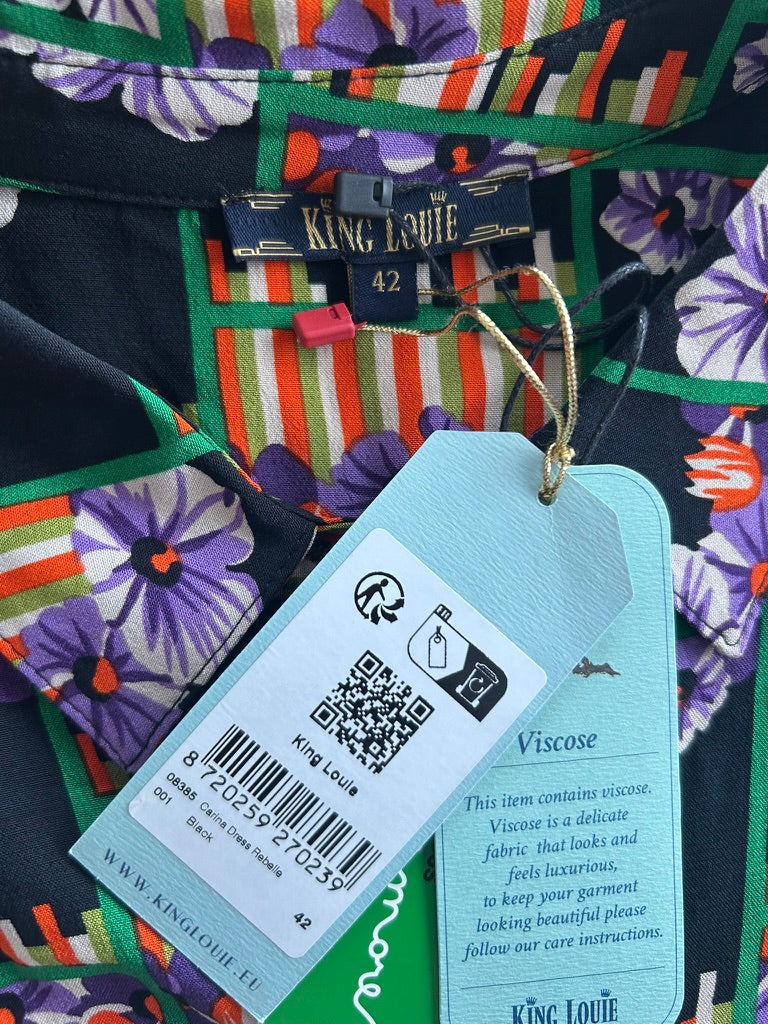 KING LOUIE
42
King Louie
8 720259 270239
08385 Carina Dress Rebelle
001 Black
42
WWW.KINGLOUIE.EU
more
Viscose
This item contains viscose.
Viscose is a delicate
fabric that looks and
feels luxurious,
to keep your garment
looking beautiful please
follow our care instructions.
KING LOUIE